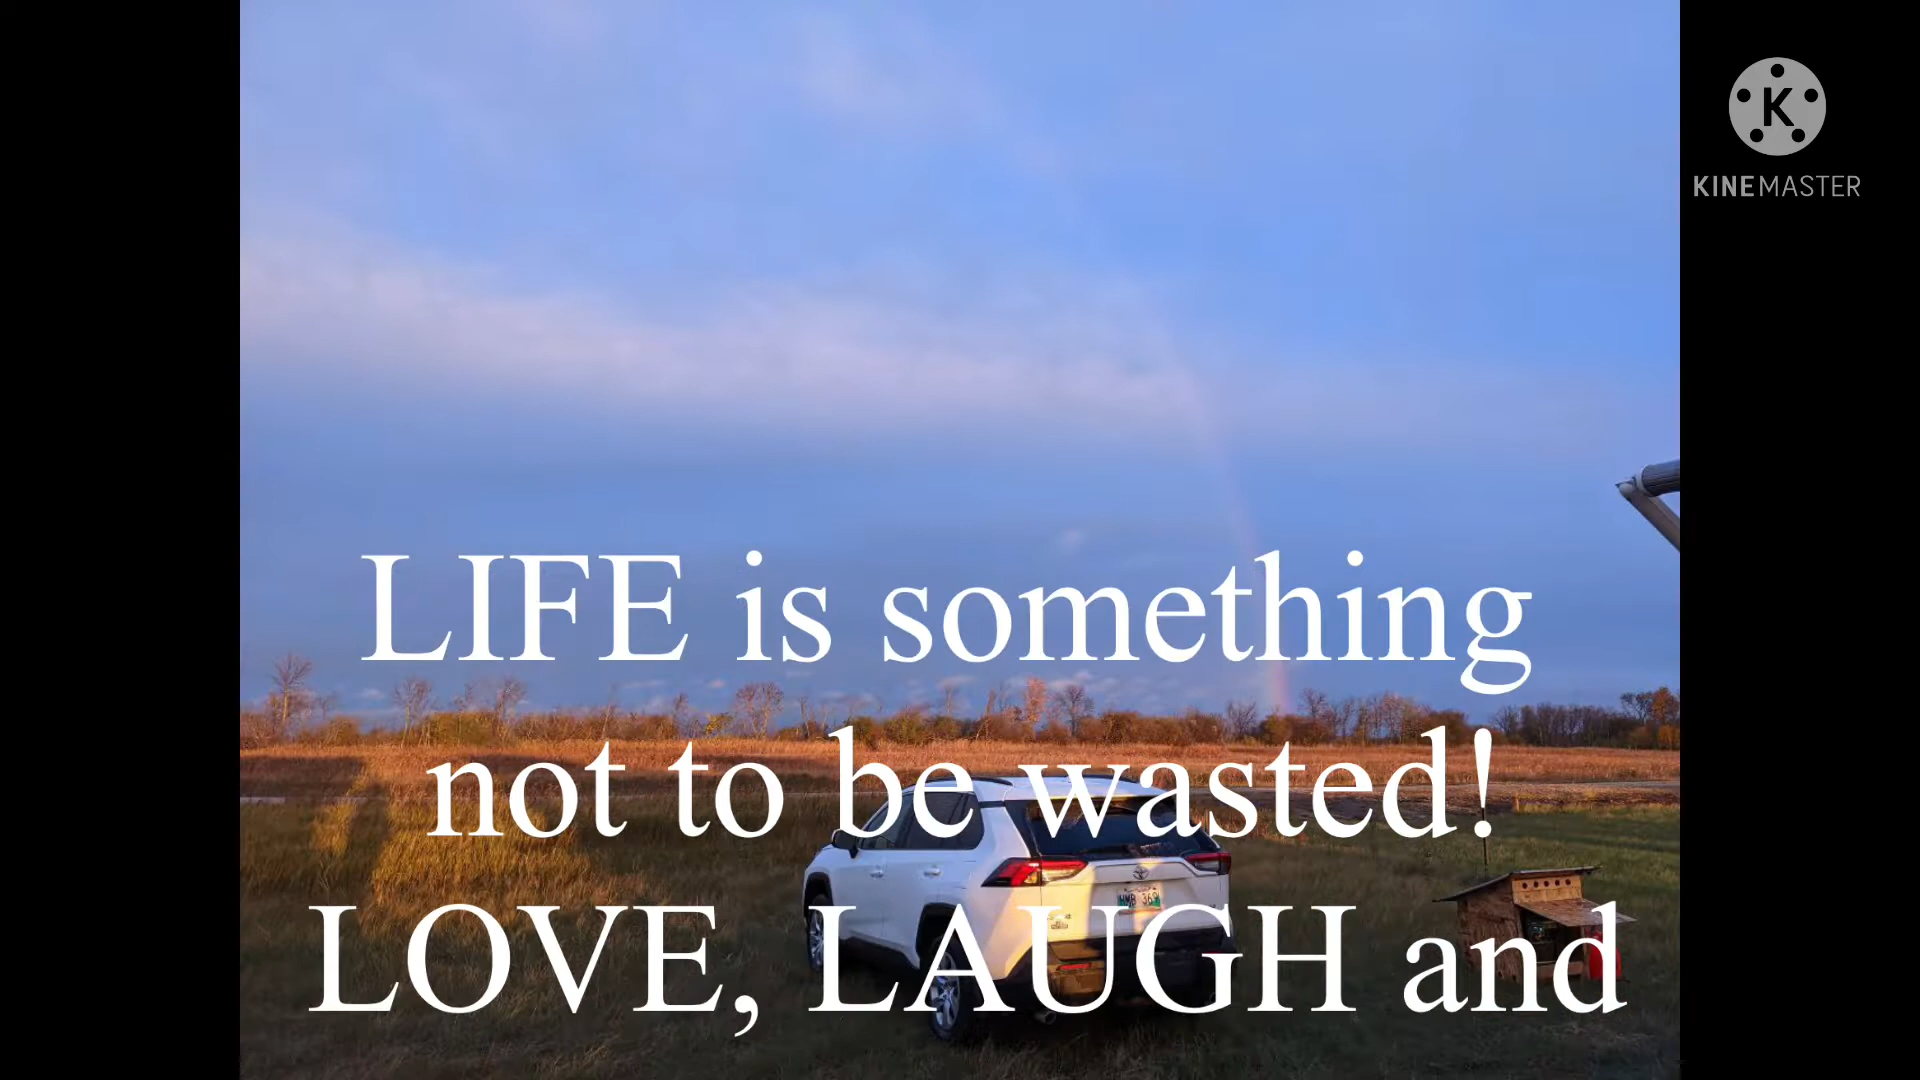 KINEMASTER
LIFE is something
not to be wasted!
LOVE, LAUGH and